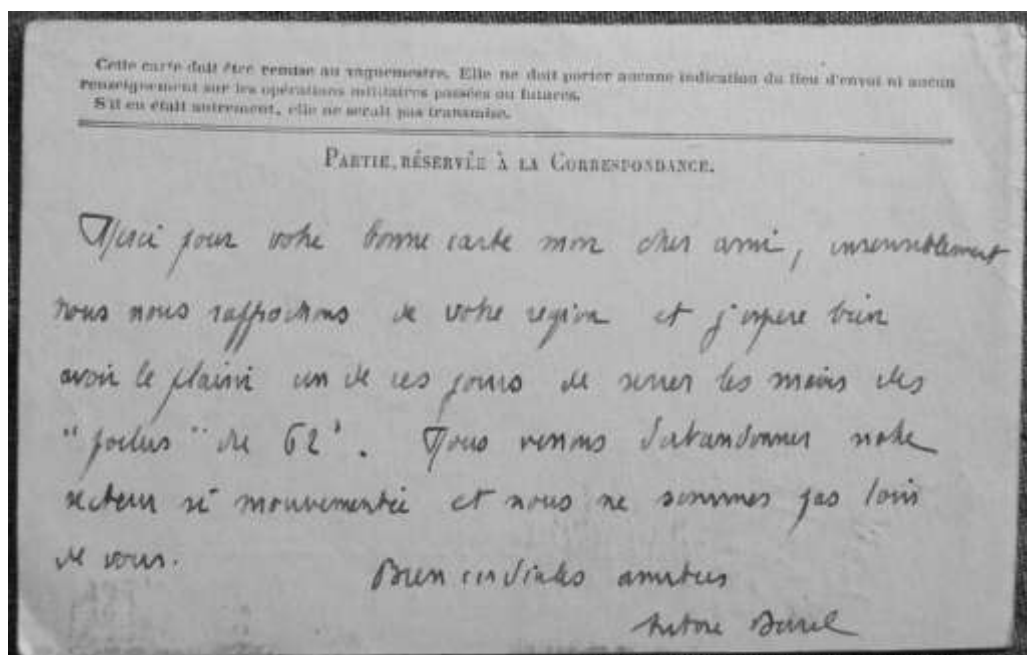 Cette carte doit être remise au vaguemestre. Elle ne doit porter aucune indication du lieu d'envoi ni aucun
renseignement sur les opérations militaires passées ou futures.
S'il en était autrement, elle ne serait pas transmise.
PARTIE RÉSERVÉE À LA CORRESPONDANCE.
Merci pour votre bonne carte mon cher ami, insensiblement
nous nous rapprochons de votre region et j'espere bien
avoir le plaisir un de ces jours de serrer les mains des
"poilus" du 62e. Nous venons d'abandonner notre
secteur si mouvementée et nous ne sommes pas loin
de vous.
Bien cordiales amitiées